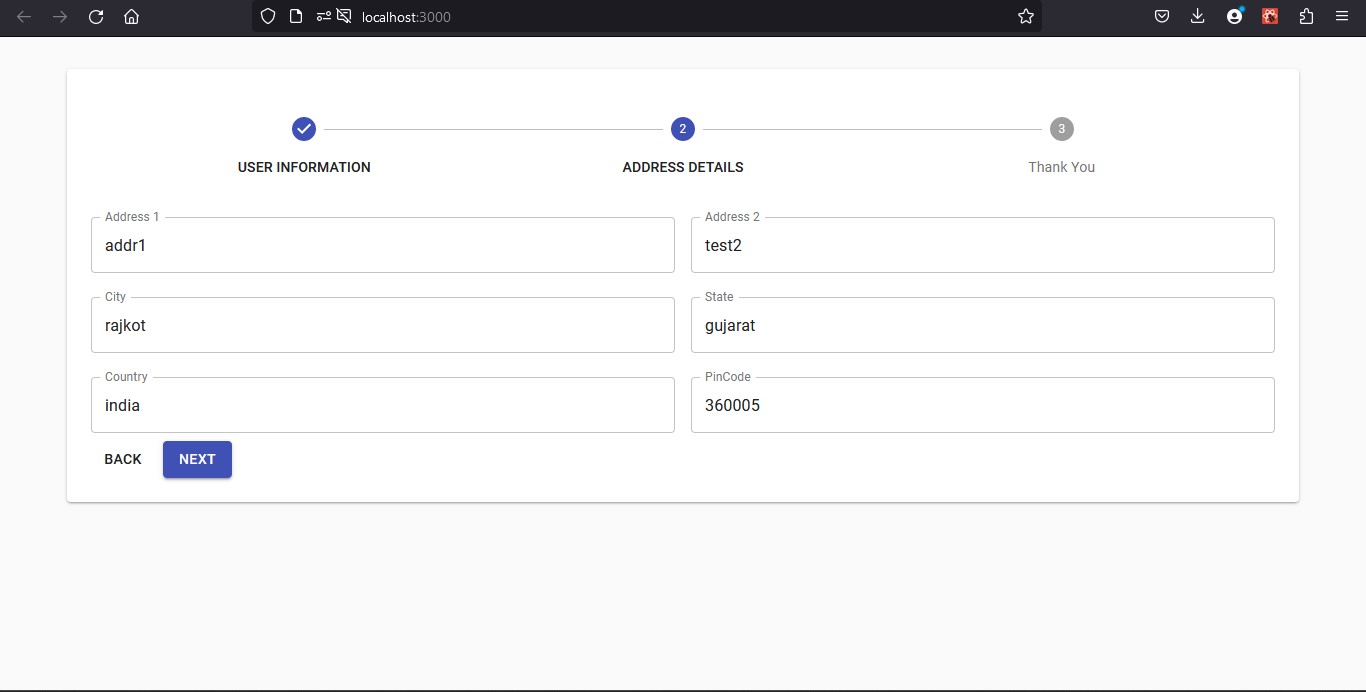 localhost:3000
2
3
USER INFORMATION
ADDRESS DETAILS
Thank You
Address 1
Address 2
addr1
test2
City
State
rajkot
gujarat
Country
PinCode
india
360005
BACK
NEXT